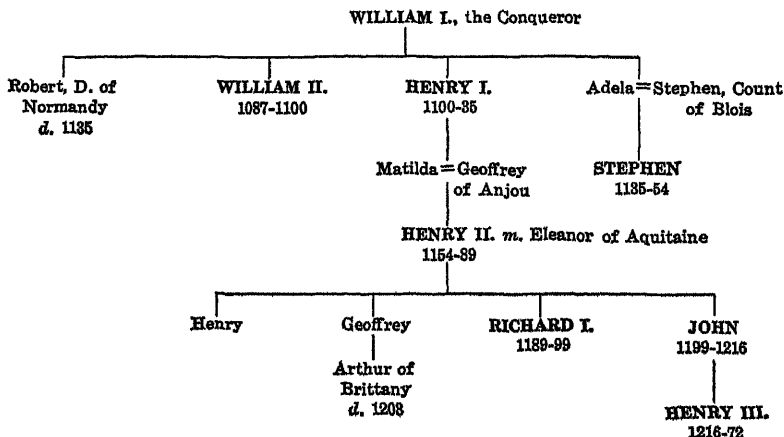 WILLIAM I., the Conqueror
Robert, D. of
Normandy
d. 1135
WILLIAM II.
1087-1100
HENRY I.
1100-35
Adela = Stephen, Count
of Blois
Matilda = Geoffrey
of Anjou
STEPHEN
1135-54
HENRY II. m. Eleanor of Aquitaine
1154-89
Henry
Geoffrey
RICHARD I.
1189-99
JOHN
1199-1216
Arthur of
Brittany
d. 1203
HENRY III.
1216-72